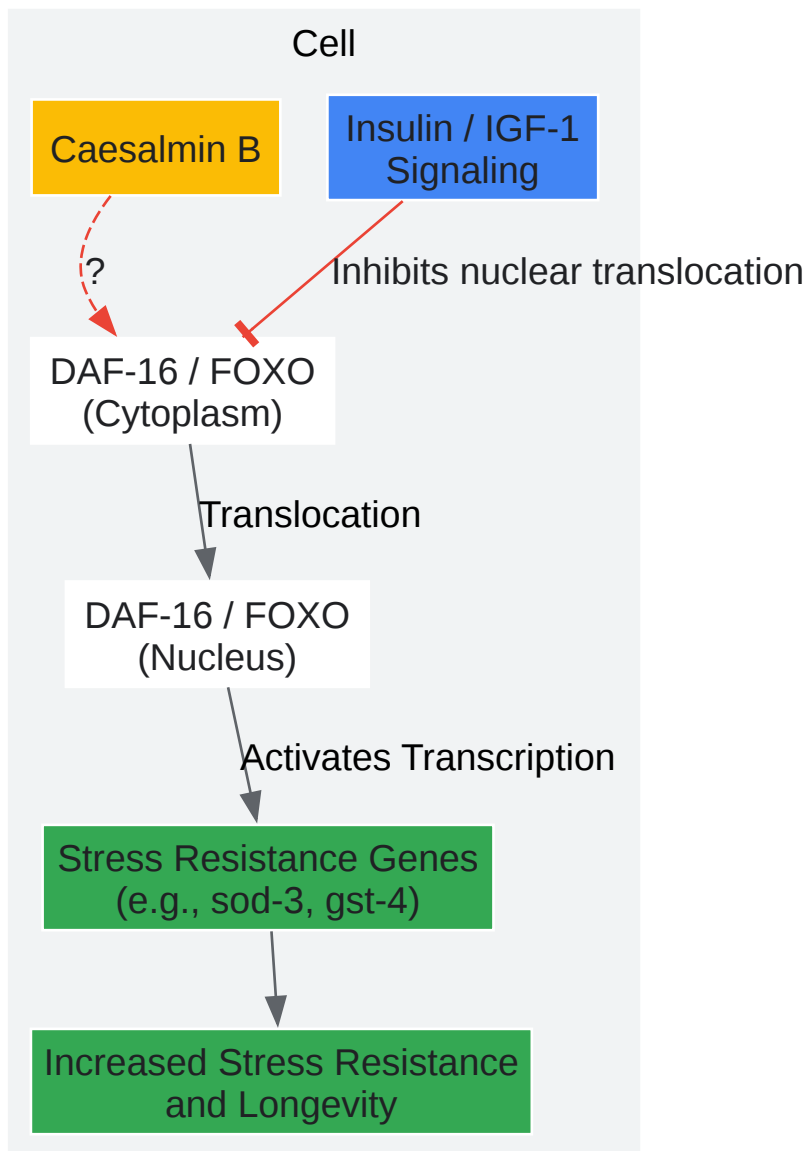 Cell
Caesalmin B
Insulin / IGF-1
Signaling
?
Inhibits nuclear translocation
DAF-16 / FOXO
(Cytoplasm)
Translocation
DAF-16 / FOXO
(Nucleus)
Activates Transcription
Stress Resistance Genes
(e.g., sod-3, gst-4)
Increased Stress Resistance
and Longevity